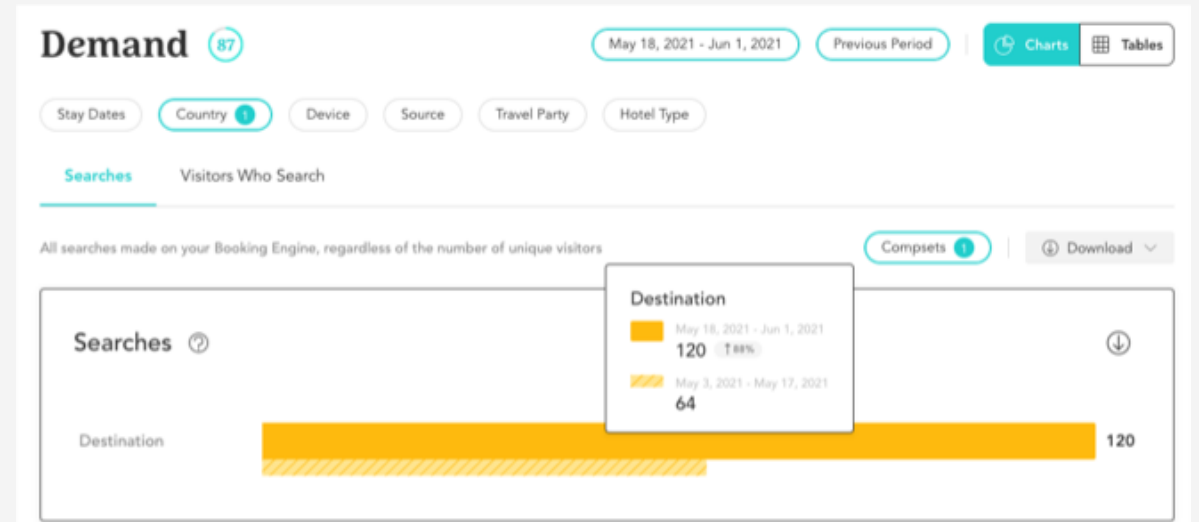 Demand 87
May 18, 2021 - Jun 1, 2021 Previous Period Charts Tables
Stay Dates Country 1 Device Source Travel Party Hotel Type
Searches Visitors Who Search
All searches made on your Booking Engine, regardless of the number of unique visitors
Compsets 1 Download
Searches ?
Destination
May 18, 2021 - Jun 1, 2021
120 ↑88%
May 3, 2021 - May 17, 2021
64
Destination 120